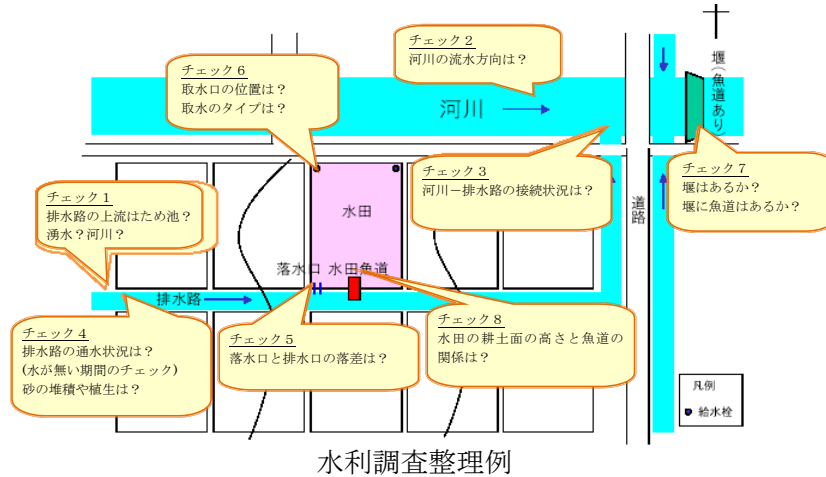 チェック2
河川の流水方向は？
チェック6
取水口の位置は？
取水のタイプは？
河川
堰(魚道あり)
チェック3
河川－排水路の接続状況は？
チェック7
堰はあるか？
堰に魚道はあるか？
チェック1
排水路の上流はため池？
湧水？河川？
水田
道路
落水口 水田魚道
排水路
チェック4
排水路の通水状況は？
(水が無い期間のチェック)
砂の堆積や植生は？
チェック5
落水口と排水口の落差は？
チェック8
水田の耕土面の高さと魚道の
関係は？
凡例
給水栓
水利調査整理例